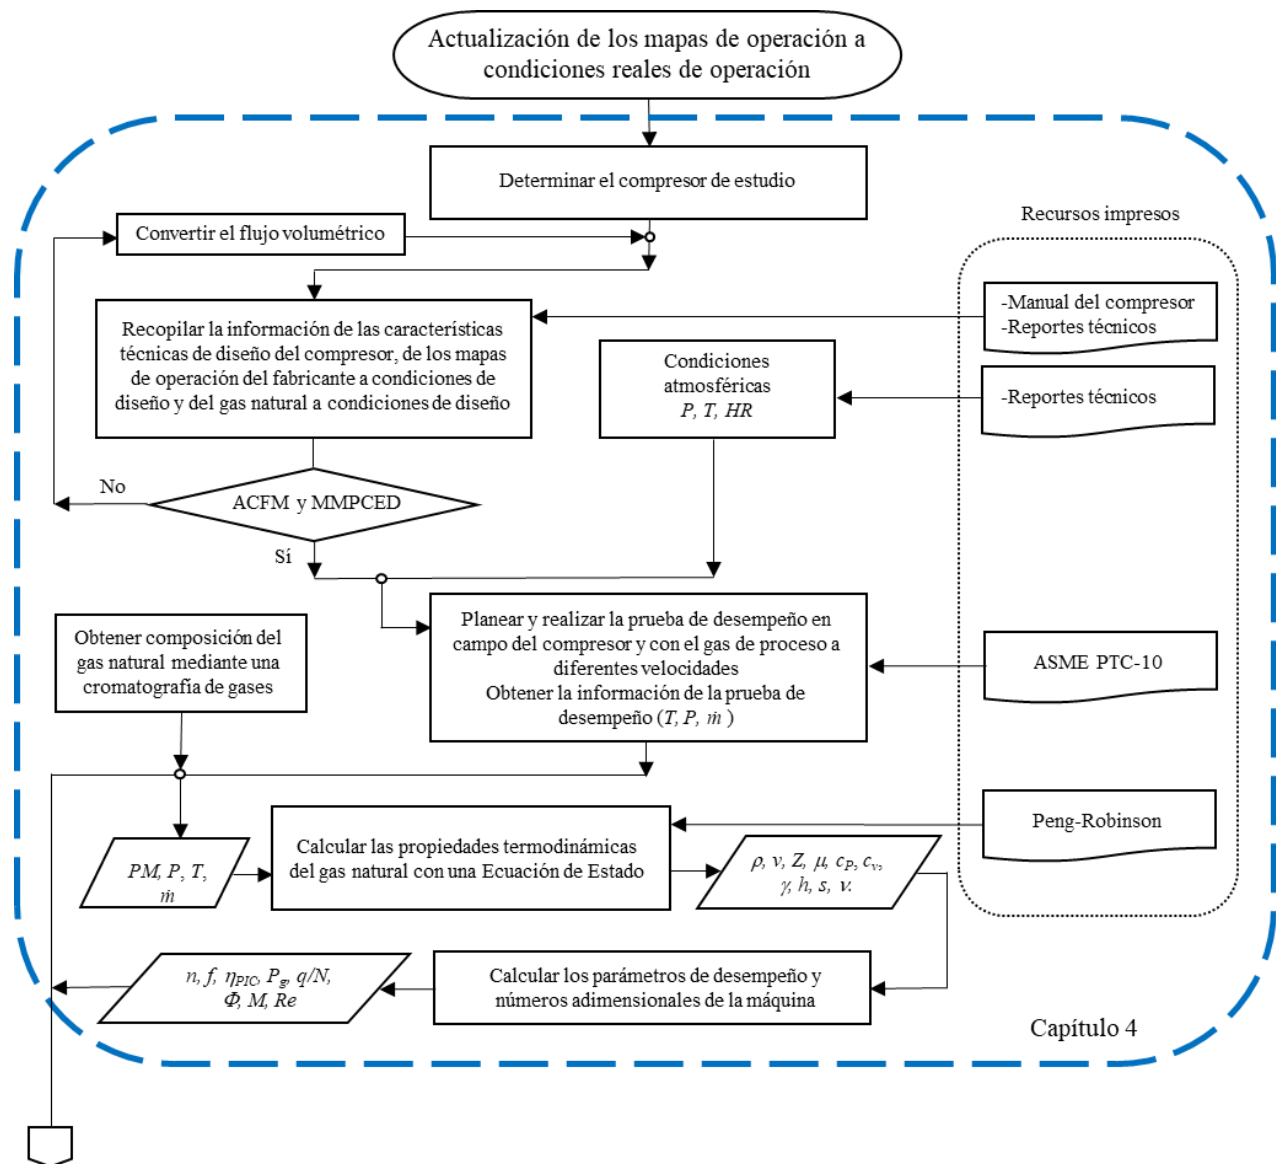 Actualización de los mapas de operación a
condiciones reales de operación
Determinar el compresor de estudio
Convertir el flujo volumétrico
Recursos impresos
-Manual del compresor
-Reportes técnicos
Recopilar la información de las características
técnicas de diseño del compresor, de los mapas
de operación del fabricante a condiciones de
diseño y del gas natural a condiciones de diseño
Condiciones
atmosféricas
P, T, HR
-Reportes técnicos
No
ACFM y MMPCED
Sí
Obtener composición del
gas natural mediante una
cromatografía de gases
Planear y realizar la prueba de desempeño en
campo del compresor y con el gas de proceso a
diferentes velocidades
Obtener la información de la prueba de
desempeño (T, P, ṁ )
ASME PTC-10
Peng-Robinson
PM, P, T,
ṁ
Calcular las propiedades termodinámicas
del gas natural con una Ecuación de Estado
ρ, v, Z, μ, cP, cv,
γ, h, s, ν.
n, f, ηPIC, Pg, q/N,
Φ, M, Re
Calcular los parámetros de desempeño y
números adimensionales de la máquina
Capítulo 4